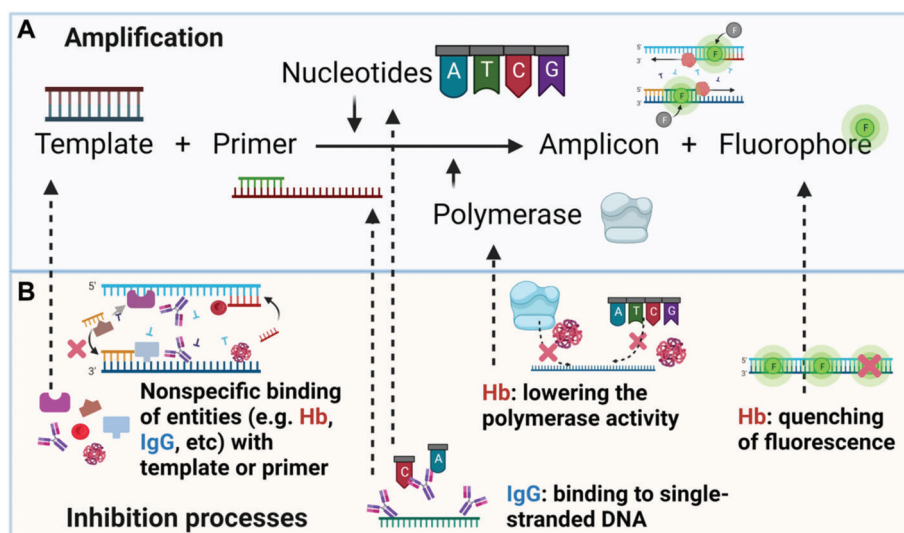 A
Amplification
Nucleotides
A T C G
F
5'
F
3'
5'
F
3'
F
F
Template + Primer Amplicon + Fluorophore
Polymerase
B
5'
3'
A T C G
F F F
Nonspecific binding
of entities (e.g. Hb,
IgG, etc) with
template or primer
Hb: lowering the
polymerase activity
Hb: quenching
of fluorescence
C A
IgG: binding to single-
stranded DNA
Inhibition processes